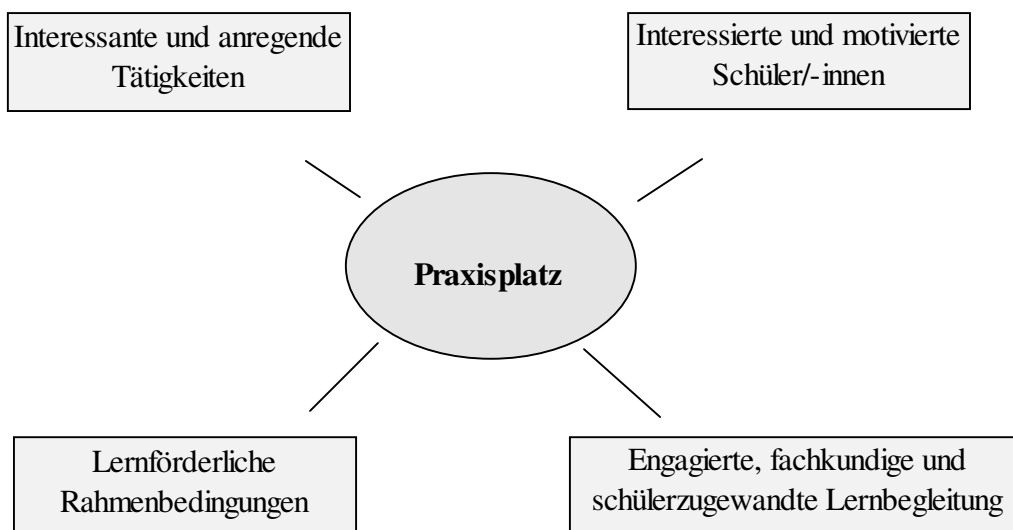 Interessante und anregende
Tätigkeiten
Interessierte und motivierte
Schüler/-innen
Praxisplatz
Lernförderliche
Rahmenbedingungen
Engagierte, fachkundige und
schülerzugewandte Lernbegleitung